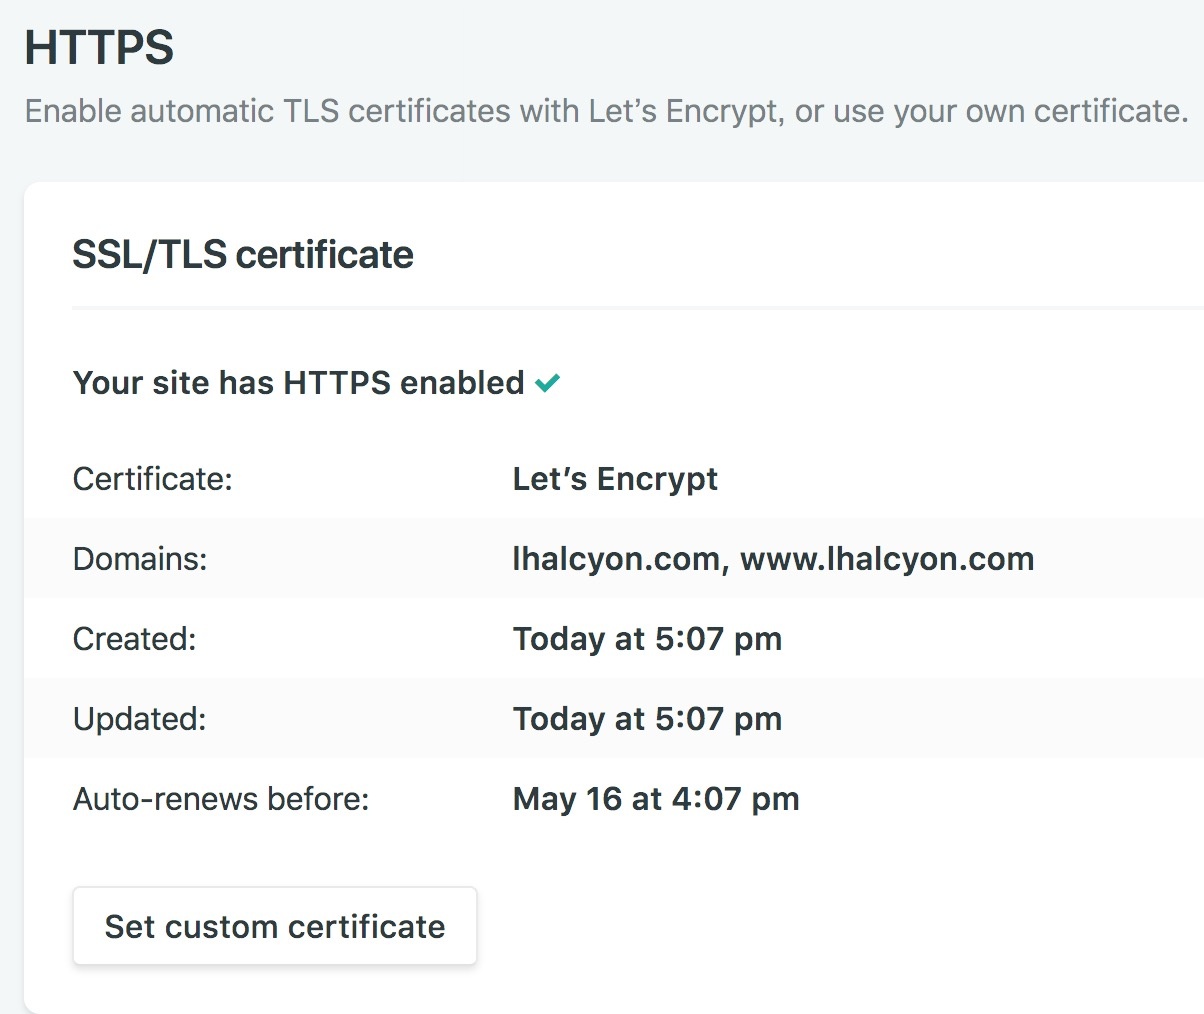 HTTPS
Enable automatic TLS certificates with Let’s Encrypt, or use your own certificate.
SSL/TLS certificate
Your site has HTTPS enabled ✔
Certificate: Let’s Encrypt
Domains: lhalcyon.com, www.lhalcyon.com
Created: Today at 5:07 pm
Updated: Today at 5:07 pm
Auto-renews before: May 16 at 4:07 pm
Set custom certificate